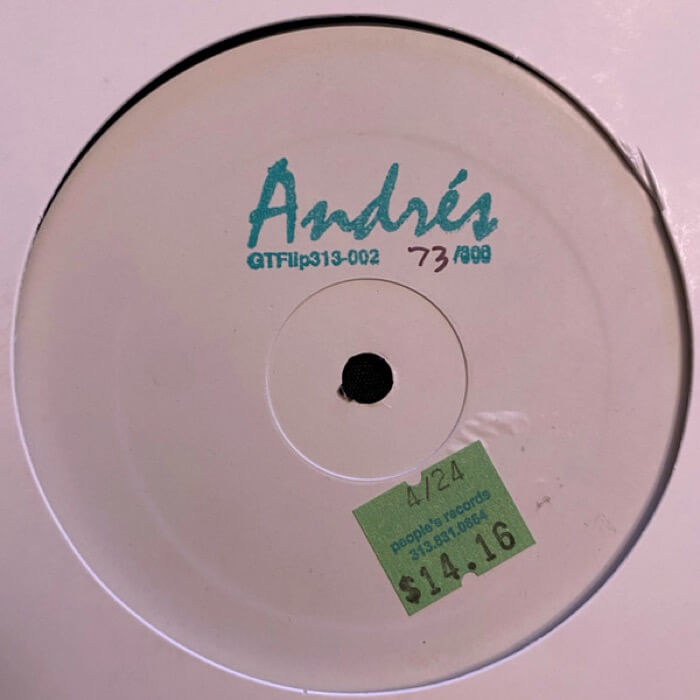 Andrés
GTFlip313-002 73/300
4/24
people's records
313.831.0864
$14.16